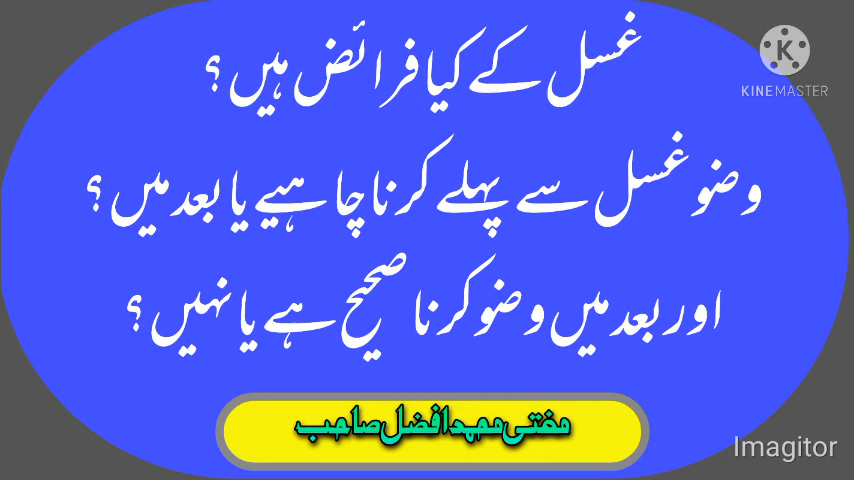 غسل کے کیا فرائض ہیں؟
KINEMASTER
وضو غسل سے پہلے کرنا چاہیے یا بعد میں؟
اور بعد میں وضو کرنا صحیح ہے یا نہیں؟
مفتی محمد افضل صاحب
Imagitor